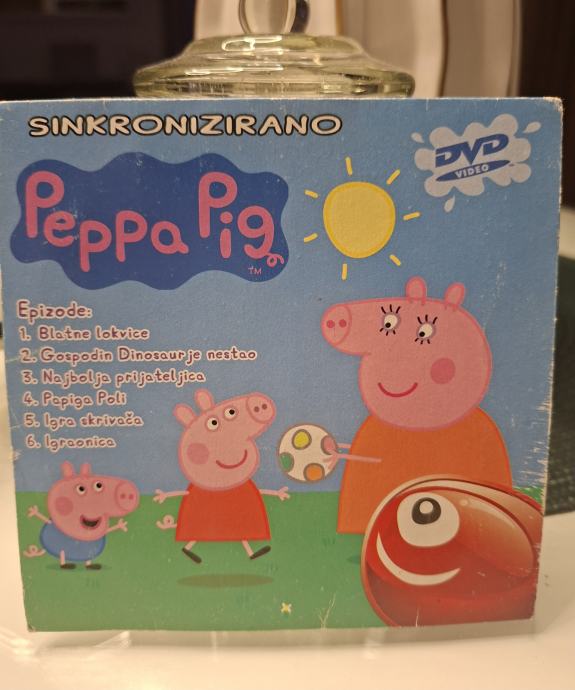 SINKRONIZIRANO
DVD
VIDEO
Peppa Pig
TM
Epizode:
1. Blatne lokvice
2. Gospodin Dinosaur je nestao
3. Najbolja prijateljica
4. Papiga Poli
5. Igra skrivača
6. Igraonica